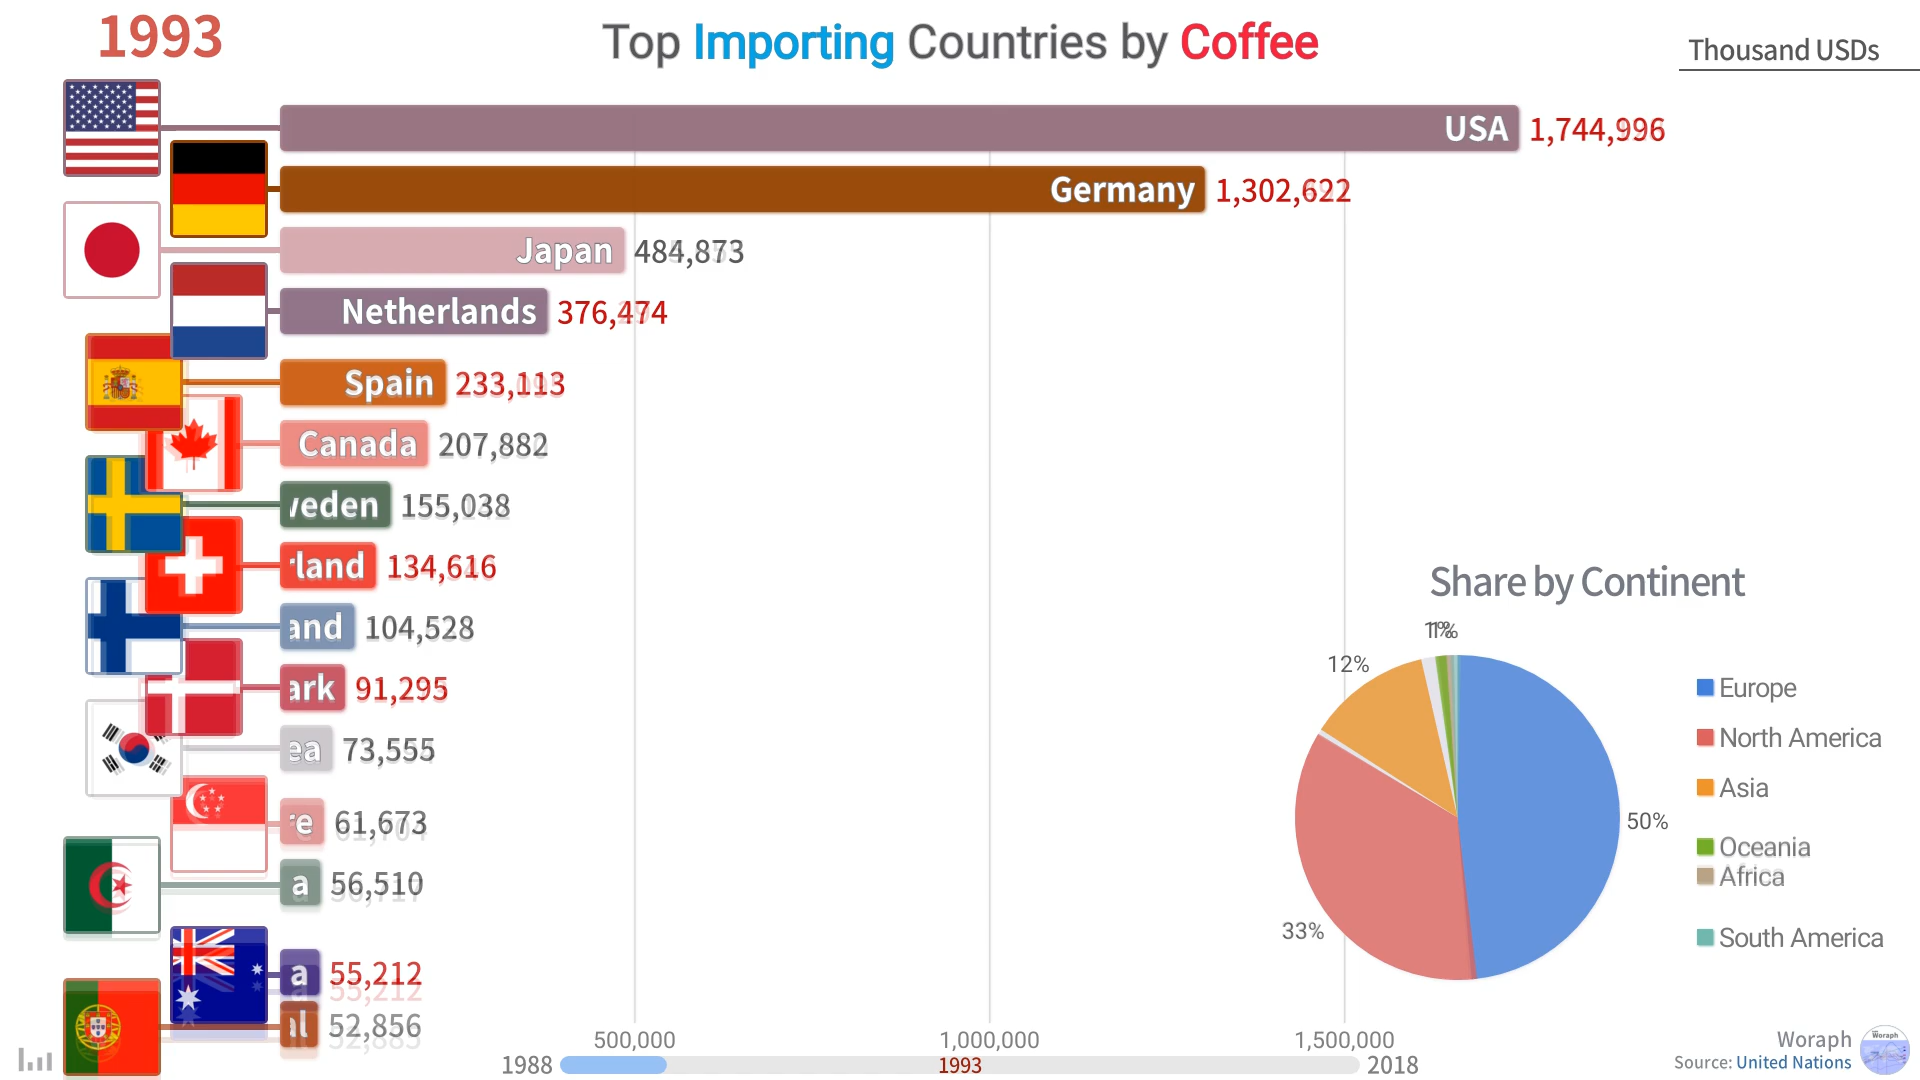 1993
Top Importing Countries by Coffee
Thousand USDs
USA 1,744,996
Germany 1,302,622
Japan 484,873
Netherlands 376,474
Spain 233,113
Canada 207,882
weden 155,038
rland 134,616
and 104,528
ark 91,295
ea 73,555
re 61,673
a 56,510
a 55,212
al 52,856
Share by Continent
1%
12%
50%
33%
Europe
North America
Asia
Oceania
Africa
South America
500,000 1,000,000 1,500,000
1988 1993 2018
Woraph
Source: United Nations
Woraph